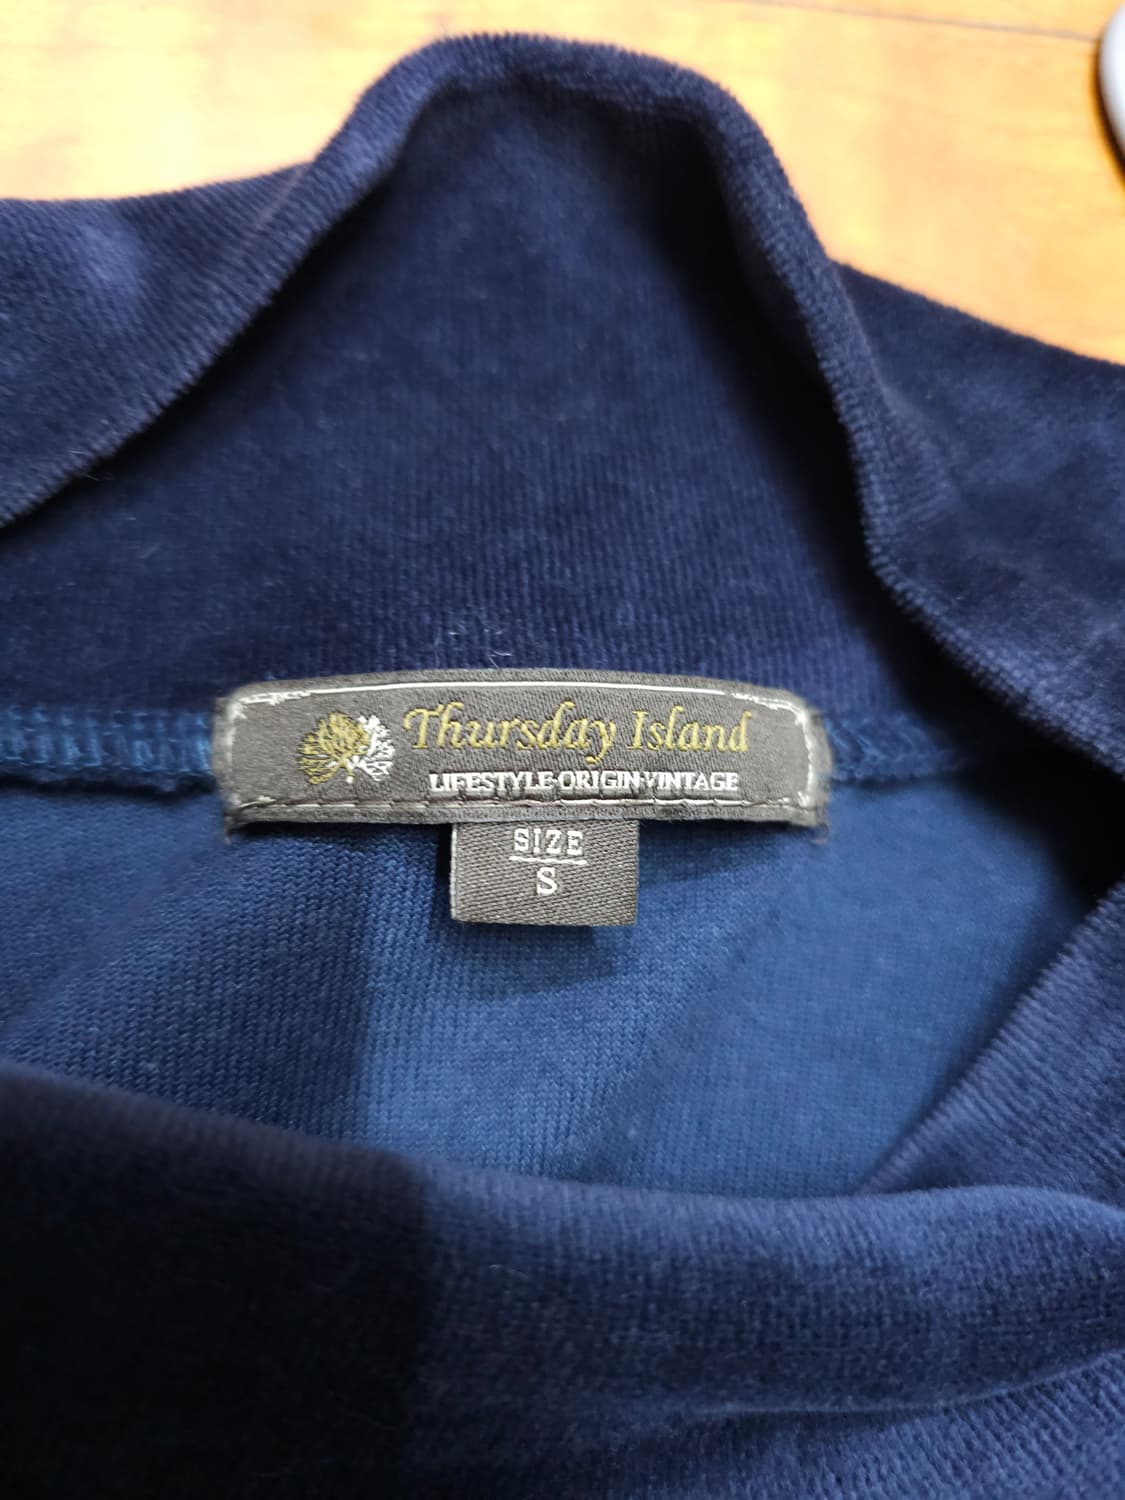 Thursday Island
LIFESTYLE·ORIGIN·VINTAGE
SIZE
S